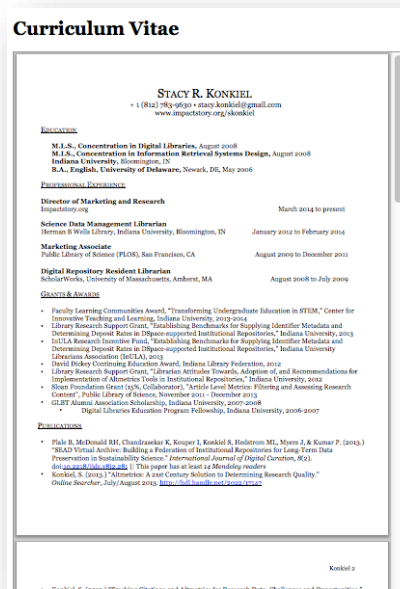 Curriculum Vitae
STACY R. KONKIEL
+ 1 (812) 783-9630 • stacy.konkiel@gmail.com
www.impactstory.org/skonkiel
EDUCATION
M.L.S., Concentration in Digital Libraries, August 2008
M.I.S., Concentration in Information Retrieval Systems Design, August 2008
Indiana University, Bloomington, IN
B.A., English, University of Delaware, Newark, DE, May 2006
PROFESSIONAL EXPERIENCE
Director of Marketing and Research
Impactstory.org March 2014 to present
Science Data Management Librarian
Herman B Wells Library, Indiana University, Bloomington, IN January 2012 to February 2014
Marketing Associate
Public Library of Science (PLOS), San Francisco, CA August 2009 to December 2011
Digital Repository Resident Librarian
ScholarWorks, University of Massachusetts, Amherst, MA August 2008 to July 2009
GRANTS & AWARDS
• Faculty Learning Communities Award, "Transforming Undergraduate Education in STEM," Center for
Innovative Teaching and Learning, Indiana University, 2013-2014
• Library Research Support Grant, "Establishing Benchmarks for Supplying Identifier Metadata and
Determining Deposit Rates in DSpace-supported Institutional Repositories," Indiana University, 2013
• InULA Research Incentive Fund, "Establishing Benchmarks for Supplying Identifier Metadata and
Determining Deposit Rates in DSpace-supported Institutional Repositories," Indiana University
Librarians Association (InULA), 2013
• David Dickey Continuing Education Award, Indiana Library Federation, 2012
• Library Research Support Grant, "Librarian Attitudes Towards, Adoption of, and Recommendations for
Implementation of Altmetrics Tools in Institutional Repositories," Indiana University, 2012
• Sloan Foundation Grant (15%, Collaborator), "Article Level Metrics: Filtering and Assessing Research
Content", Public Library of Science, November 2011 - December 2013
• GLBT Alumni Association Scholarship, Indiana University, 2007-2008
• Digital Libraries Education Program Fellowship, Indiana University, 2006-2007
PUBLICATIONS
• Plale B, McDonald RH, Chandrasekar K, Kouper I, Konkiel S, Hedstrom ML, Myers J, & Kumar P. (2013.)
"SEAD Virtual Archive: Building a Federation of Institutional Repositories for Long-Term Data
Preservation in Sustainability Science." International Journal of Digital Curation, 8(2).
doi:10.2218/ijdc.v8i2.281 || This paper has at least 14 Mendeley readers
• Konkiel, S. (2013.) "Altmetrics: A 21st Century Solution to Determining Research Quality."
Online Searcher, July/August 2013. http://hdl.handle.net/2022/17147
Konkiel 2